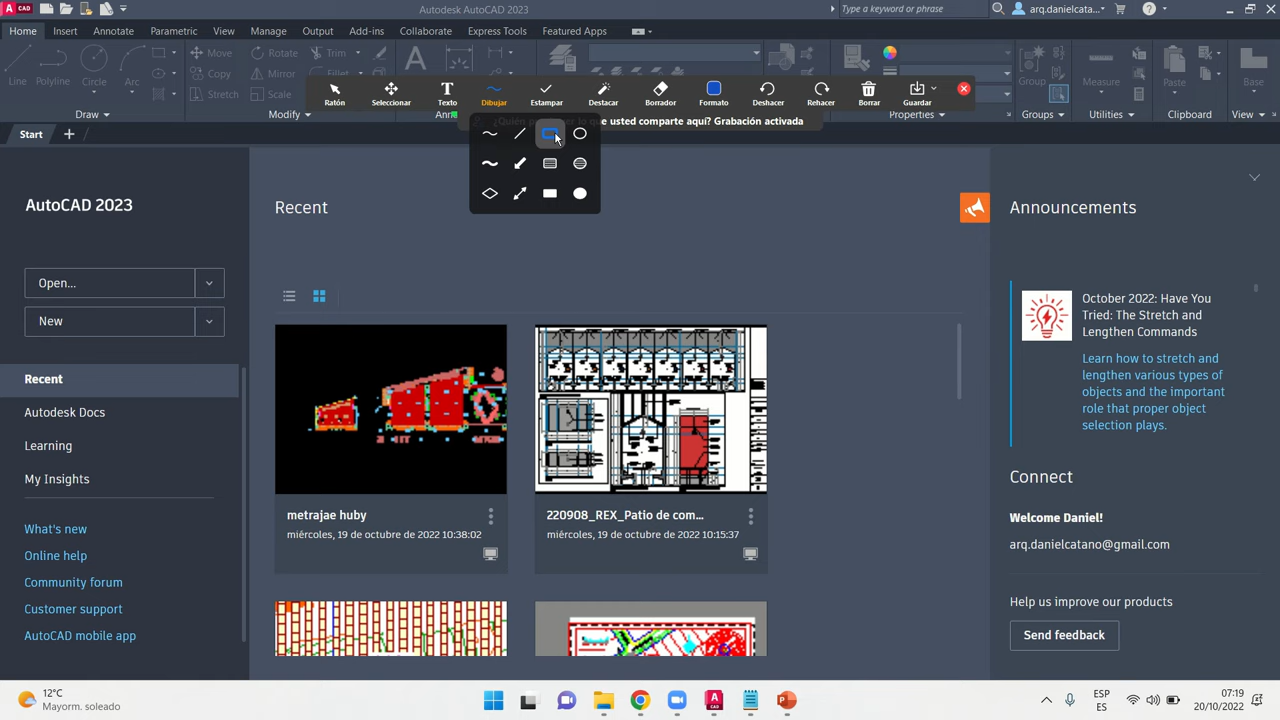 CAD
Autodesk AutoCAD 2023
Type a keyword or phrase
arq.danielcata...
Home Insert Annotate Parametric View Manage Output Add-ins Collaborate Express Tools Featured Apps
Line Polyline Circle Arc
Move Rotate Trim
Copy Mirror
Stretch Scale
Group Measure Paste Base
Ratón Seleccionar Texto Dibujar Estampar Destacar Borrador Formato Deshacer Rehacer Borrar Guardar
Draw Modify Properties Groups Utilities Clipboard View
lo que usted comparte aquí? Grabación activada
Start
AutoCAD 2023
Open...
New
Recent
Autodesk Docs
Learning
My Insights
What's new
Online help
Community forum
Customer support
AutoCAD mobile app
Recent
metrajae huby
miércoles, 19 de octubre de 2022 10:38:02
220908_REX_Patio de com...
miércoles, 19 de octubre de 2022 10:15:37
Announcements
October 2022: Have You
Tried: The Stretch and
Lengthen Commands
Learn how to stretch and
lengthen various types of
objects and the important
role that proper object
selection plays.
Connect
Welcome Daniel!
arq.danielcatano@gmail.com
Help us improve our products
Send feedback
12°C
Mayorm. soleado
ESP
ES
07:19
20/10/2022